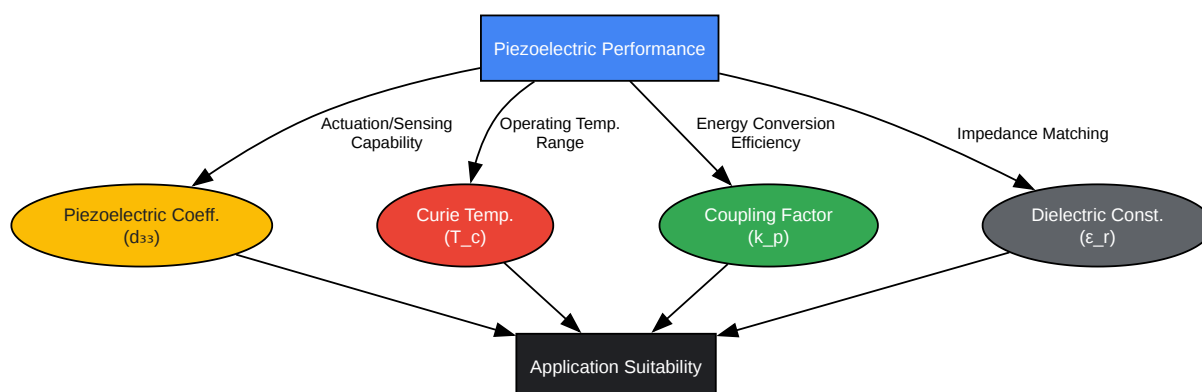 Piezoelectric Performance
Actuation/Sensing
Capability
Operating Temp.
Range
Energy Conversion
Efficiency
Impedance Matching
Piezoelectric Coeff.
(d₃₃)
Curie Temp.
(T_c)
Coupling Factor
(k_p)
Dielectric Const.
(ε_r)
Application Suitability